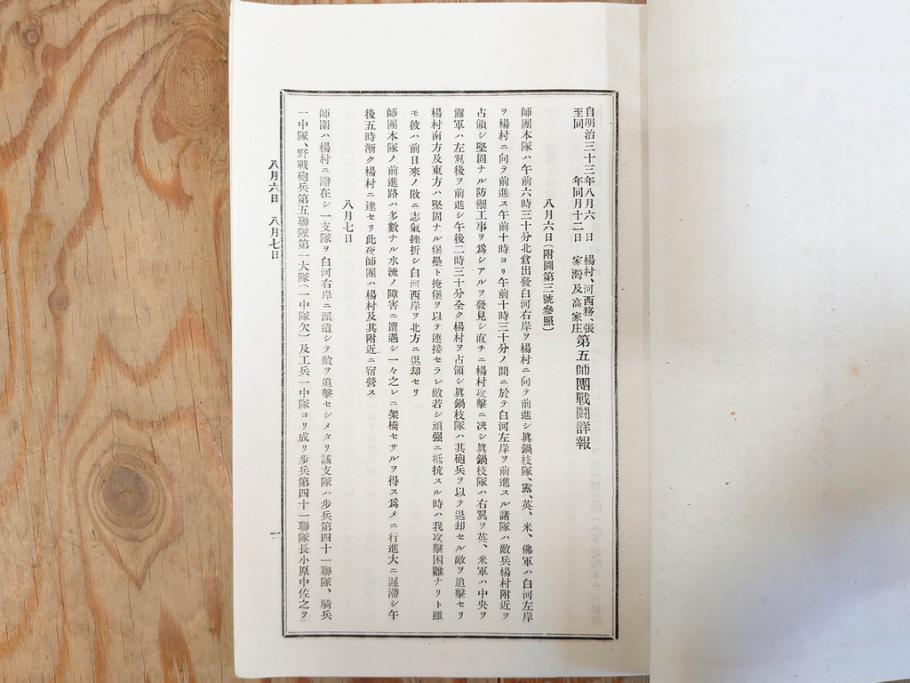 自明治三十三年八月六日
至同年同月十二日
楊村、河西務、張
家灣及高家庄
第五師團戰鬪詳報
八月六日(附圖第三號參照)
師團本隊ハ午前六時三十分北倉出發白河右岸ヲ楊村ニ向テ前進シ眞鍋枝隊、露、英、米、佛軍ハ白河左岸
ヲ楊村ニ向テ前進ス午前十時ヨリ午前十時三十分ノ間ニ於テ白河左岸ヲ前進スル諸隊ハ敵兵楊村附近ヲ
占領シ堅固ナル防禦工事ヲ爲シアルヲ發見シ直チニ楊村攻擊ニ決シ眞鍋枝隊ハ右翼ヲ英、米軍ハ中央ヲ
露軍ハ左翼後ヲ前進シ午後二時三十分全ク楊村ヲ占領シ眞鍋枝隊ハ其砲兵ヲ以テ退却セル敵ヲ追擊セリ
楊村南方及東方ハ堅固ナル堡壘ト掩堡ヲ以テ連接セラレ敵若シ頑强ニ抵抗スル時ハ我攻擊困難ナリト雖
モ彼ハ前日來ノ敗ニ志氣挫折シ白河西岸ヲ北方ニ退却セリ
師團本隊ノ前進路ハ多數ナル水流ノ障害ニ遭遇シ一々之レニ架橋セサルヲ得ス爲メニ行進大ニ遲滯シ午
後五時漸ク楊村ニ達セリ此夜師團ハ楊村及其附近ニ宿營ス
八月七日
師團ハ楊村ニ滯在シ一支隊ヲ白河右岸ニ派遣シテ敵ヲ追擊セシメタリ該支隊ハ步兵第四十一聯隊、騎兵
一中隊、野戰砲兵第五聯隊第一大隊(一中隊欠)及工兵一中隊ヨリ成リ步兵第四十一聯隊長小原中佐之ヲ
八月六日 八月七日
一